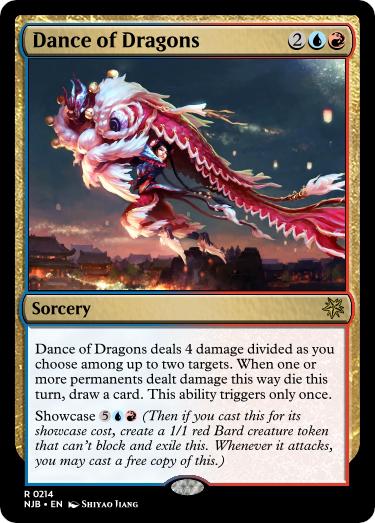 Dance of Dragons 2
Sorcery
Dance of Dragons deals 4 damage divided as you
choose among up to two targets. When one or
more permanents dealt damage this way die this
turn, draw a card. This ability triggers only once.
Showcase 5 (Then if you cast this for its
showcase cost, create a 1/1 red Bard creature token
that can't block and exile this. Whenever it attacks,
you may cast a free copy of this.)
R 0214
NJB • EN Shiyao Jiang